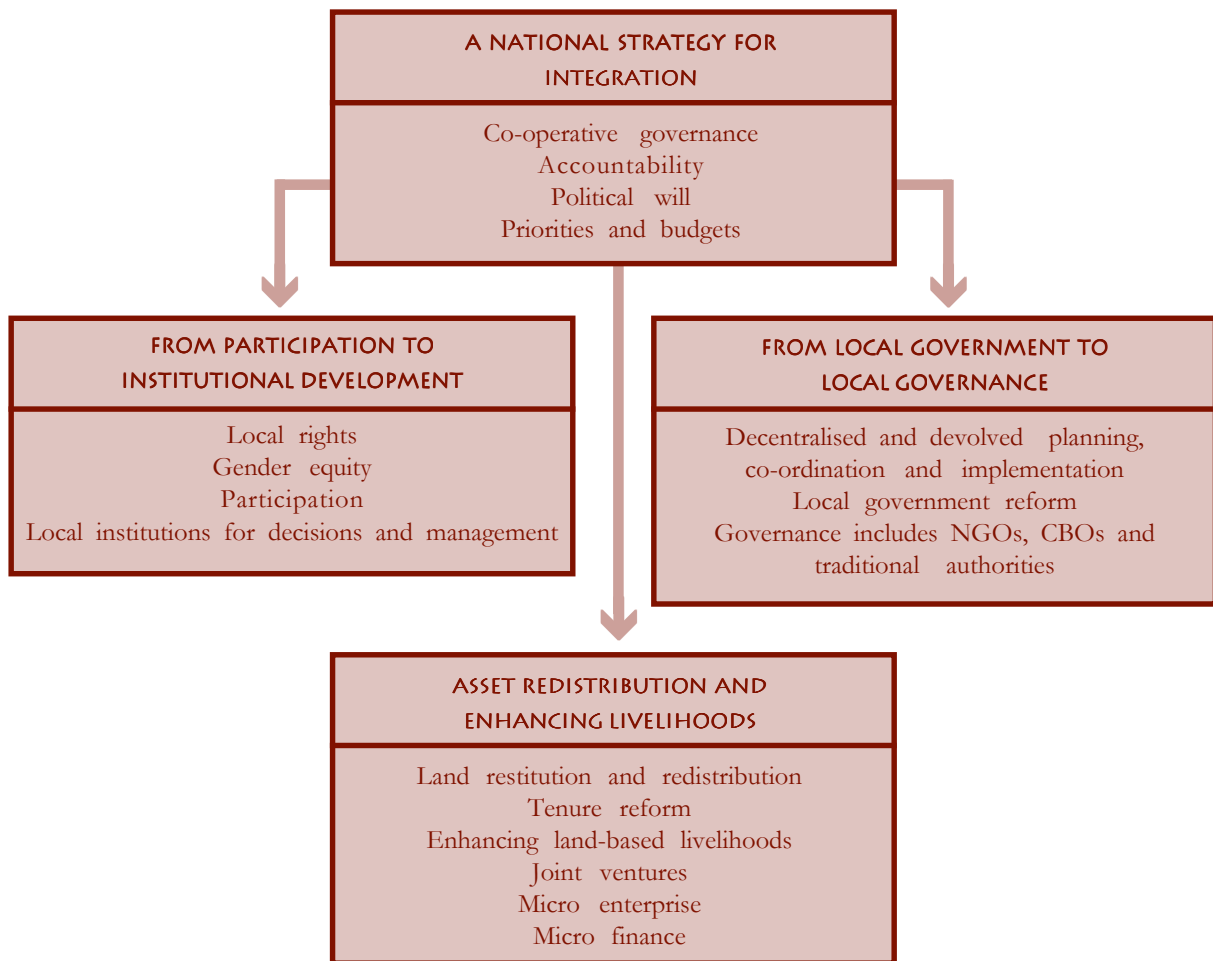 A NATIONAL STRATEGY FOR
INTEGRATION
Co-operative governance
Accountability
Political will
Priorities and budgets
FROM PARTICIPATION TO
INSTITUTIONAL DEVELOPMENT
Local rights
Gender equity
Participation
Local institutions for decisions and management
FROM LOCAL GOVERNMENT TO
LOCAL GOVERNANCE
Decentralised and devolved planning,
co-ordination and implementation
Local government reform
Governance includes NGOs, CBOs and
traditional authorities
ASSET REDISTRIBUTION AND
ENHANCING LIVELIHOODS
Land restitution and redistribution
Tenure reform
Enhancing land-based livelihoods
Joint ventures
Micro enterprise
Micro finance